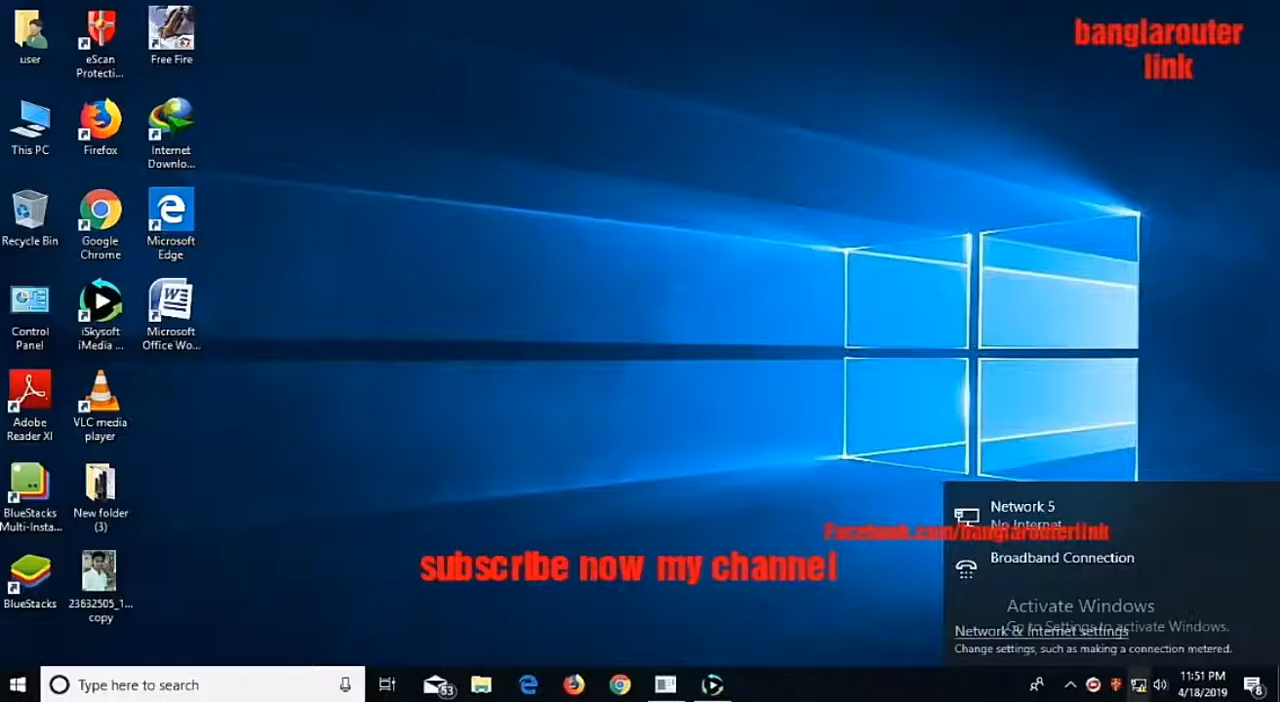 user
eScan
Protecti...
Free Fire
banglarouter
link
This PC
Firefox
Internet
Downlo...
Recycle Bin
Google
Chrome
Microsoft
Edge
Control
Panel
iSkysoft
iMedia ...
Microsoft
Office Wo...
Adobe
Reader XI
VLC media
player
BlueStacks
Multi-Insta...
New folder
(3)
BlueStacks
23632505_1...
copy
subscribe now my channel
Network 5
No Internet
Facebook.com/banglarouterlink
Broadband Connection
Activate Windows
Go to Settings to activate Windows.
Network & Internet settings
Change settings, such as making a connection metered.
Type here to search
53
11:51 PM
4/18/2019
8